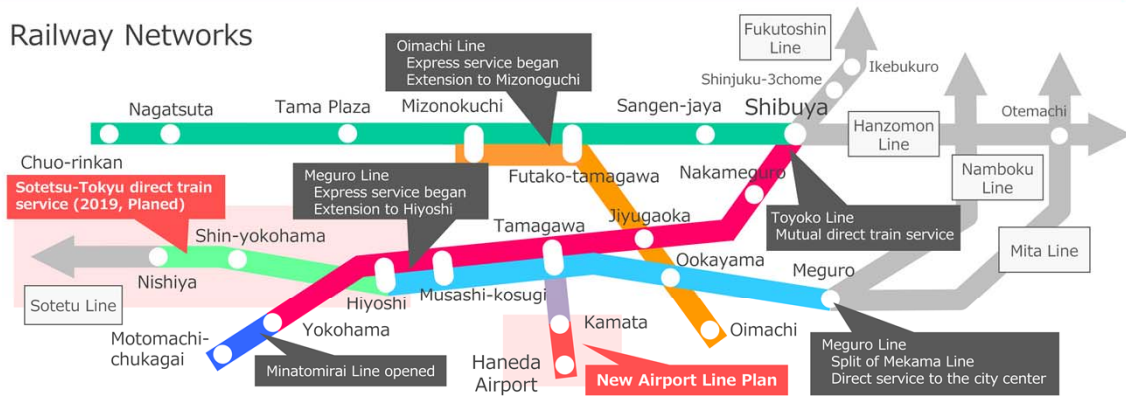 Railway Networks
Oimachi Line
Express service began
Extension to Mizonoguchi
Fukutoshin
Line
Ikebukuro
Shinjuku-3chome
Nagatsuta
Tama Plaza
Mizonokuchi
Sangen-jaya
Shibuya
Otemachi
Hanzomon
Line
Chuo-rinkan
Sotetsu-Tokyu direct train
service (2019, Planed)
Meguro Line
Express service began
Extension to Hiyoshi
Futako-tamagawa
Nakameguro
Namboku
Line
Toyoko Line
Mutual direct train service
Mita Line
Shin-yokohama
Tamagawa
Jiyugaoka
Nishiya
Sotetu Line
Hiyoshi
Musashi-kosugi
Ookayama
Meguro
Motomachi-
chukagai
Yokohama
Kamata
Oimachi
Minatomirai Line opened
Haneda
Airport
New Airport Line Plan
Meguro Line
Split of Mekama Line
Direct service to the city center